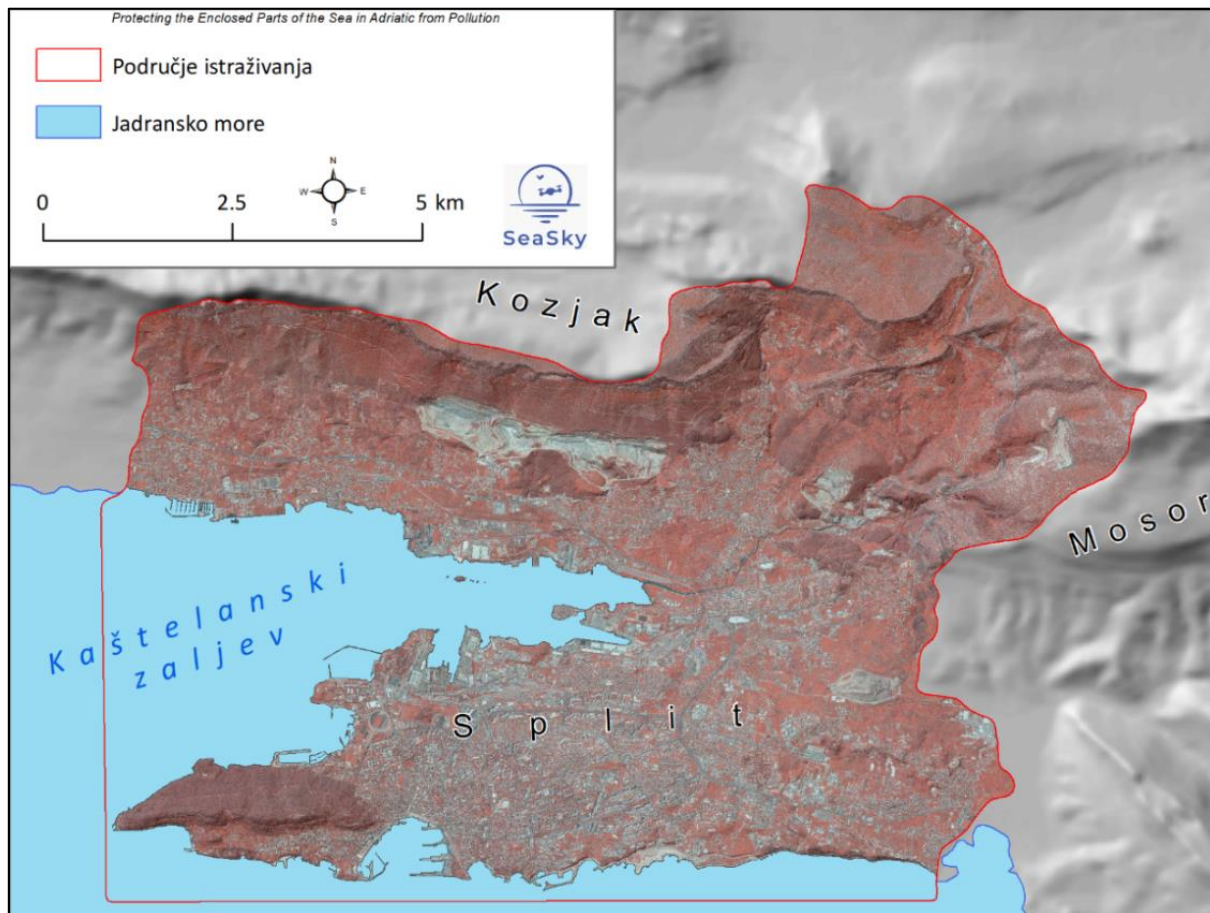 Protecting the Enclosed Parts of the Sea in Adriatic from Pollution
Područje istraživanja
Jadransko more
N
W E
S
0 2.5 5 km
SeaSky
Kozjak
Mosor
Kaštelanski
zaljev
Split